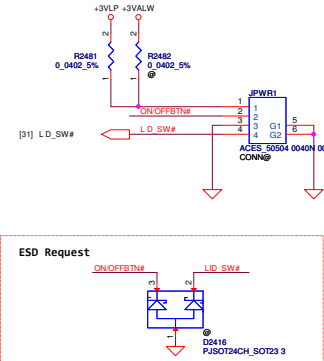 +3VLP +3VALW
2 2
R2481 R2482
0_0402_5% 0_0402_5%
1 1 @
JPWR1
1 1
ON/OFFBTN# 2 2
3 3 G1 5
[31] LD_SW# LD_SW# 4 4 G2 6
ACES_50504 0040N 00
CONN@
ESD Request
ON/OFFBTN# LID_SW#
3 2
1 @
D2416
PJSOT24CH_SOT23 3